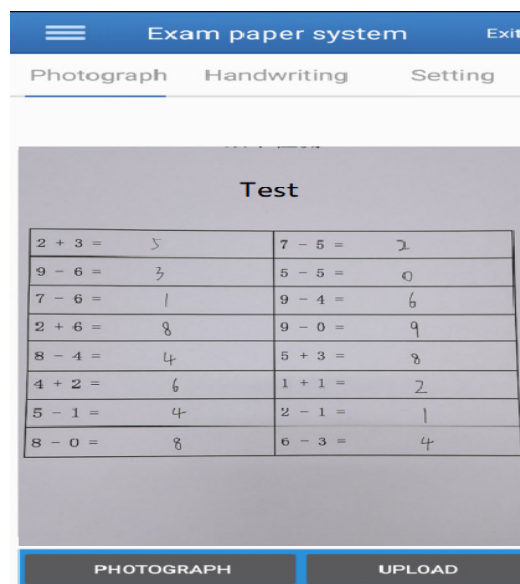 Exam paper system Exit
Photograph Handwriting Setting
Test
2 + 3 = 5 7 - 5 = 2
9 - 6 = 3 5 - 5 = 0
7 - 6 = 1 9 - 4 = 6
2 + 6 = 8 9 - 0 = 9
8 - 4 = 4 5 + 3 = 8
4 + 2 = 6 1 + 1 = 2
5 - 1 = 4 2 - 1 = 1
8 - 0 = 8 6 - 3 = 4
PHOTOGRAPH UPLOAD